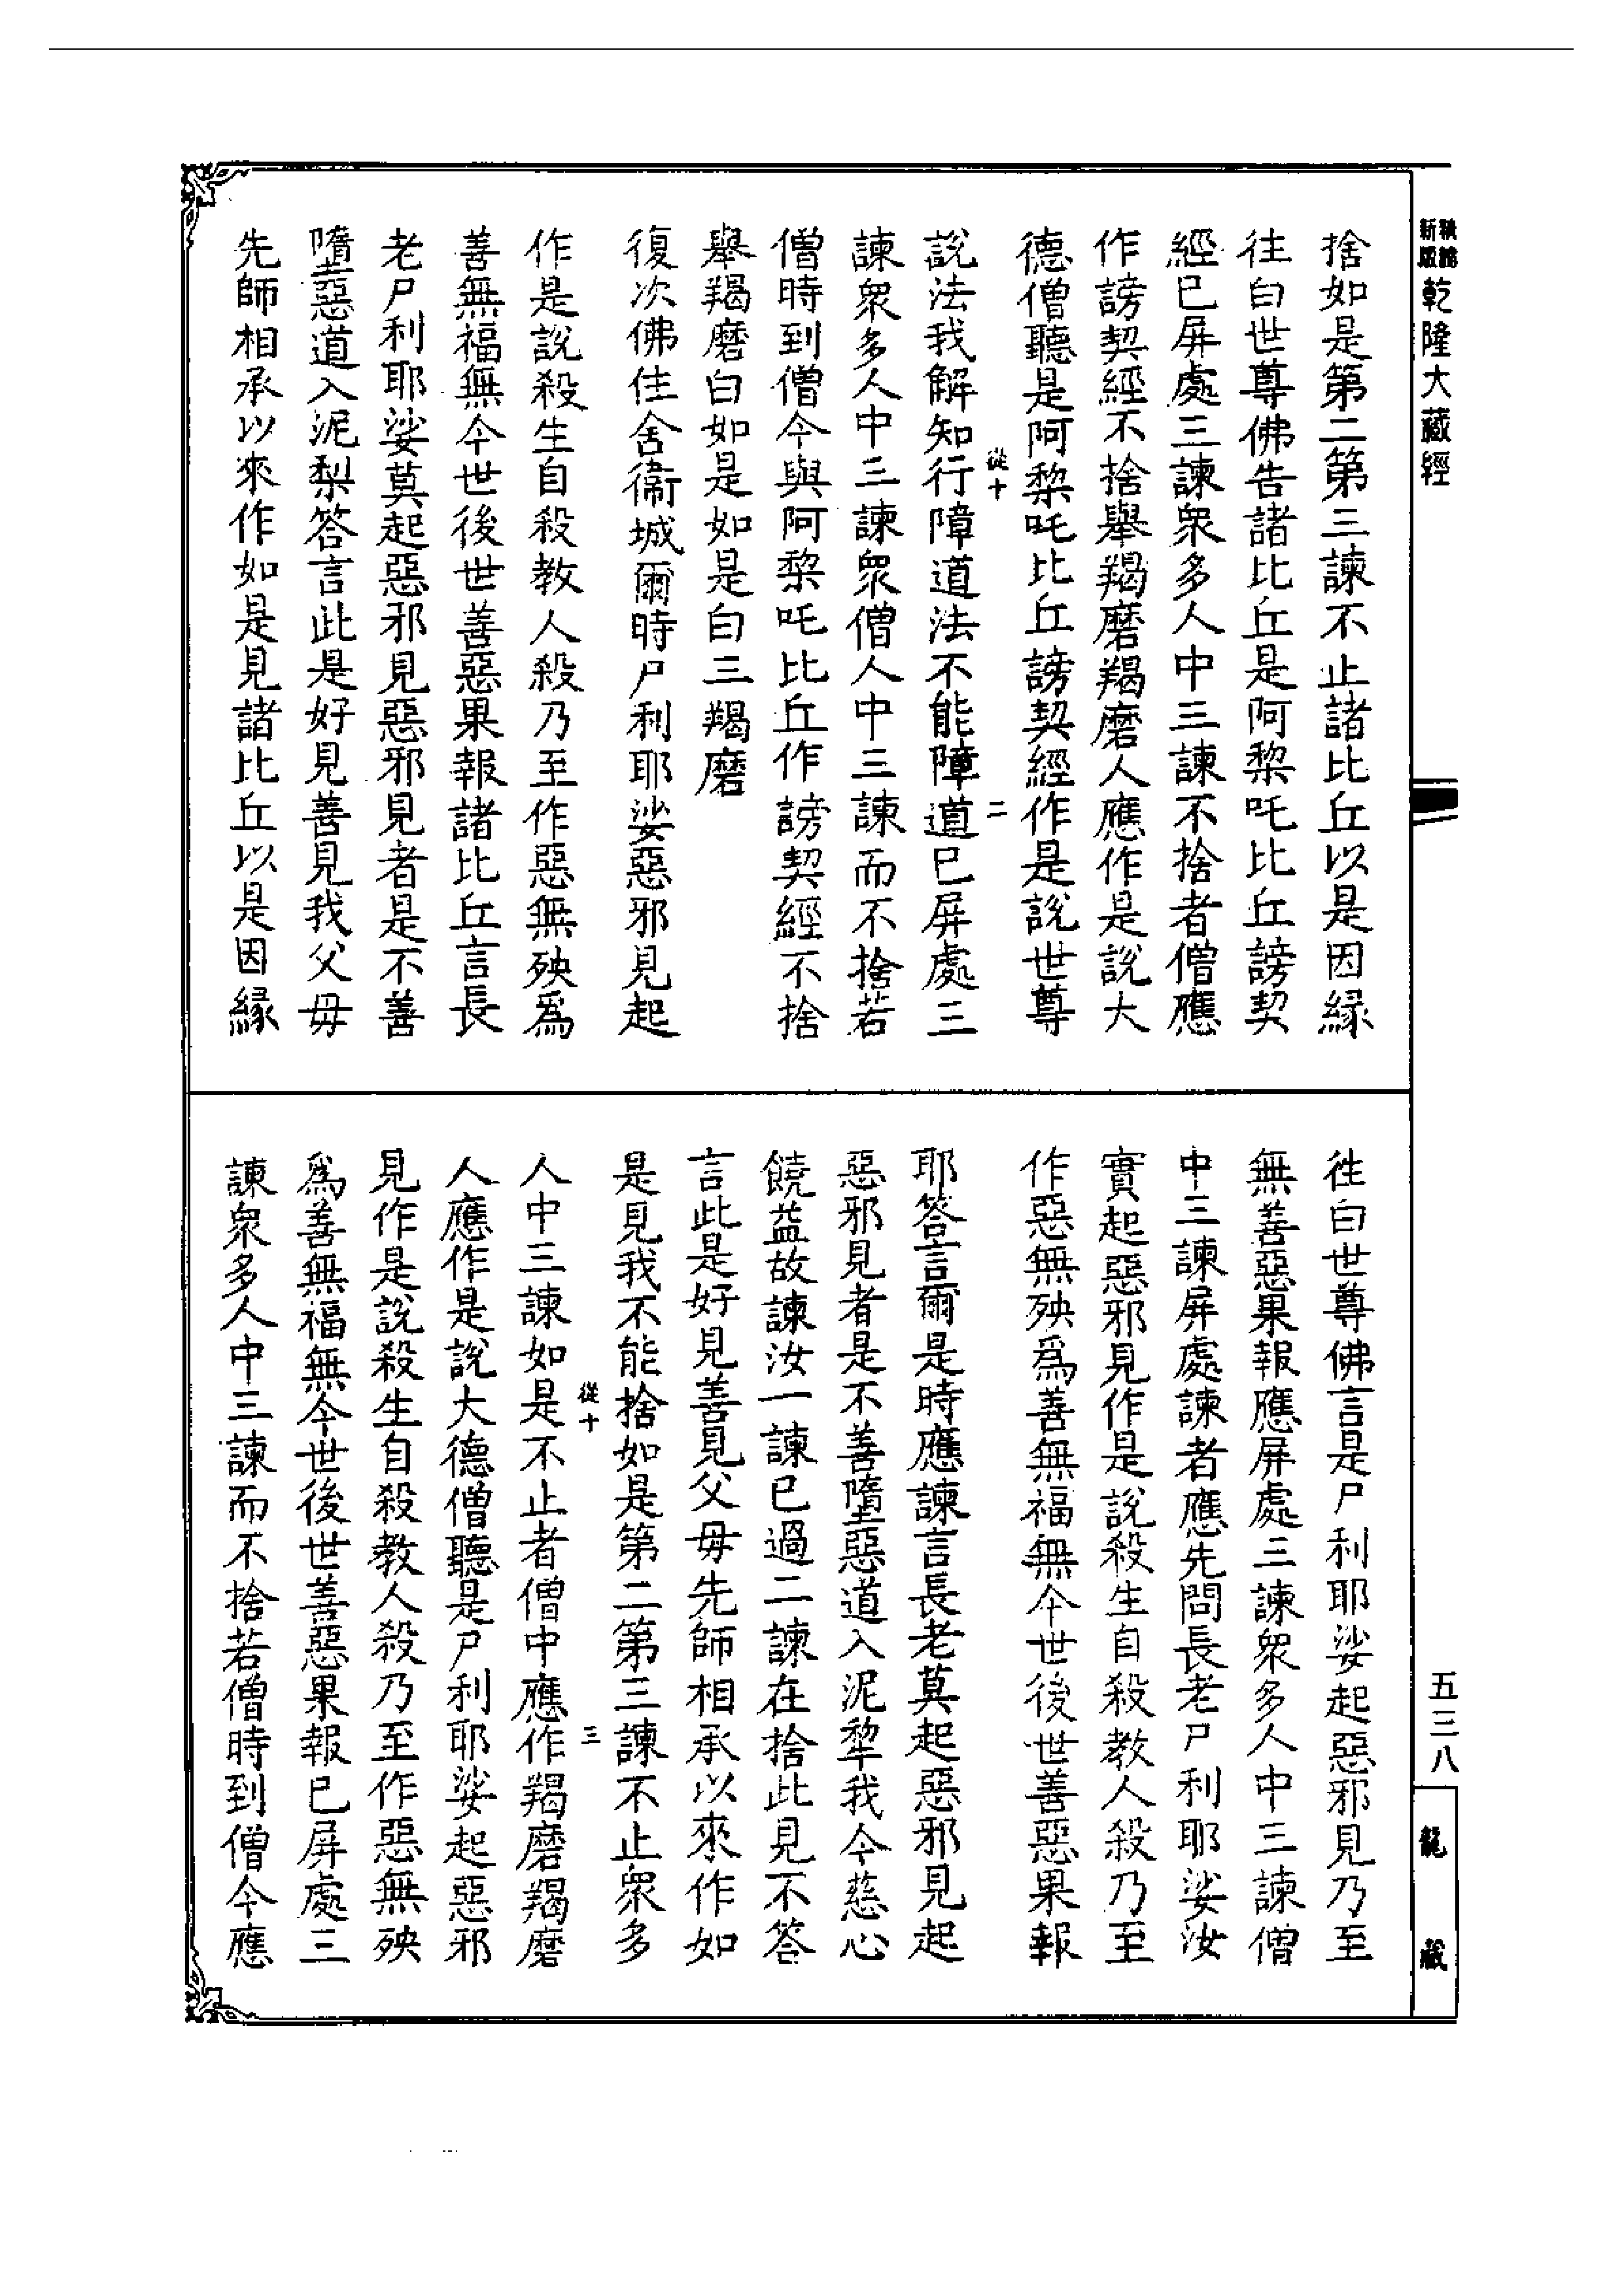 新版
乾隆大藏經
捨如是第二第三諫不止諸比丘以是因緣
往白世尊佛告諸比丘是阿黎吒比丘謗契
經已屏處三諫衆多人中三諫不捨者僧應
作謗契經不捨舉羯磨羯磨人應作是說大
德僧聽是阿黎吒比丘謗契經作是說世尊
從十 二
說法我解知行障道法不能障道已屏處三
諫衆多人中三諫衆僧人中三諫而不捨若
僧時到僧今與阿黎吒比丘作謗契經不捨
舉羯磨白如是如是白三羯磨
復次佛住舍衞城爾時尸利耶娑惡邪見起
作是說殺生自殺教人殺乃至作惡無殃爲
善無福無今世後世善惡果報諸比丘言長
老尸利耶娑莫起惡邪見惡邪見者是不善
墮惡道入泥梨答言此是好見善見我父毋
先師相承以來作如是見諸比丘以是因緣
往白世尊佛言是尸利耶娑起惡邪見乃至
無善惡果報應屏處三諫衆多人中三諫僧
中三諫屏處諫者應先問長老尸利耶娑汝
實起惡邪見作是說殺生自殺教人殺乃至
作惡無殃爲善無福無今世後世善惡果報
耶答言爾是時應諫言長老莫起惡邪見起
惡邪見者是不善墮惡道入泥犂我今慈心
饒益故諫汝一諫已過二諫在捨此見不答
言此是好見善見父毋先師相承以來作如
是見我不能捨如是第二第三諫不止衆多
從十 三
人中三諫如是不止者僧中應作羯磨羯磨
人應作是說大德僧聽是尸利耶娑起惡邪
見作是說殺生自殺教人殺乃至作惡無殃
爲善無福無今世後世善惡果報已屏處三
諫衆多人中三諫而不捨若僧時到僧今應
五三八
龍藏